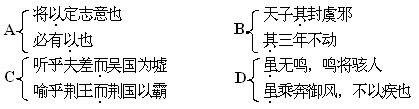 A 将以定志意也 B 天子其封虞邪
必有以也 其三年不动
C 听乎夫差而吴国为墟 D 虽无鸣，鸣将骇人
喻乎荆王而荆国以霸 虽乘奔御风，不以疾也